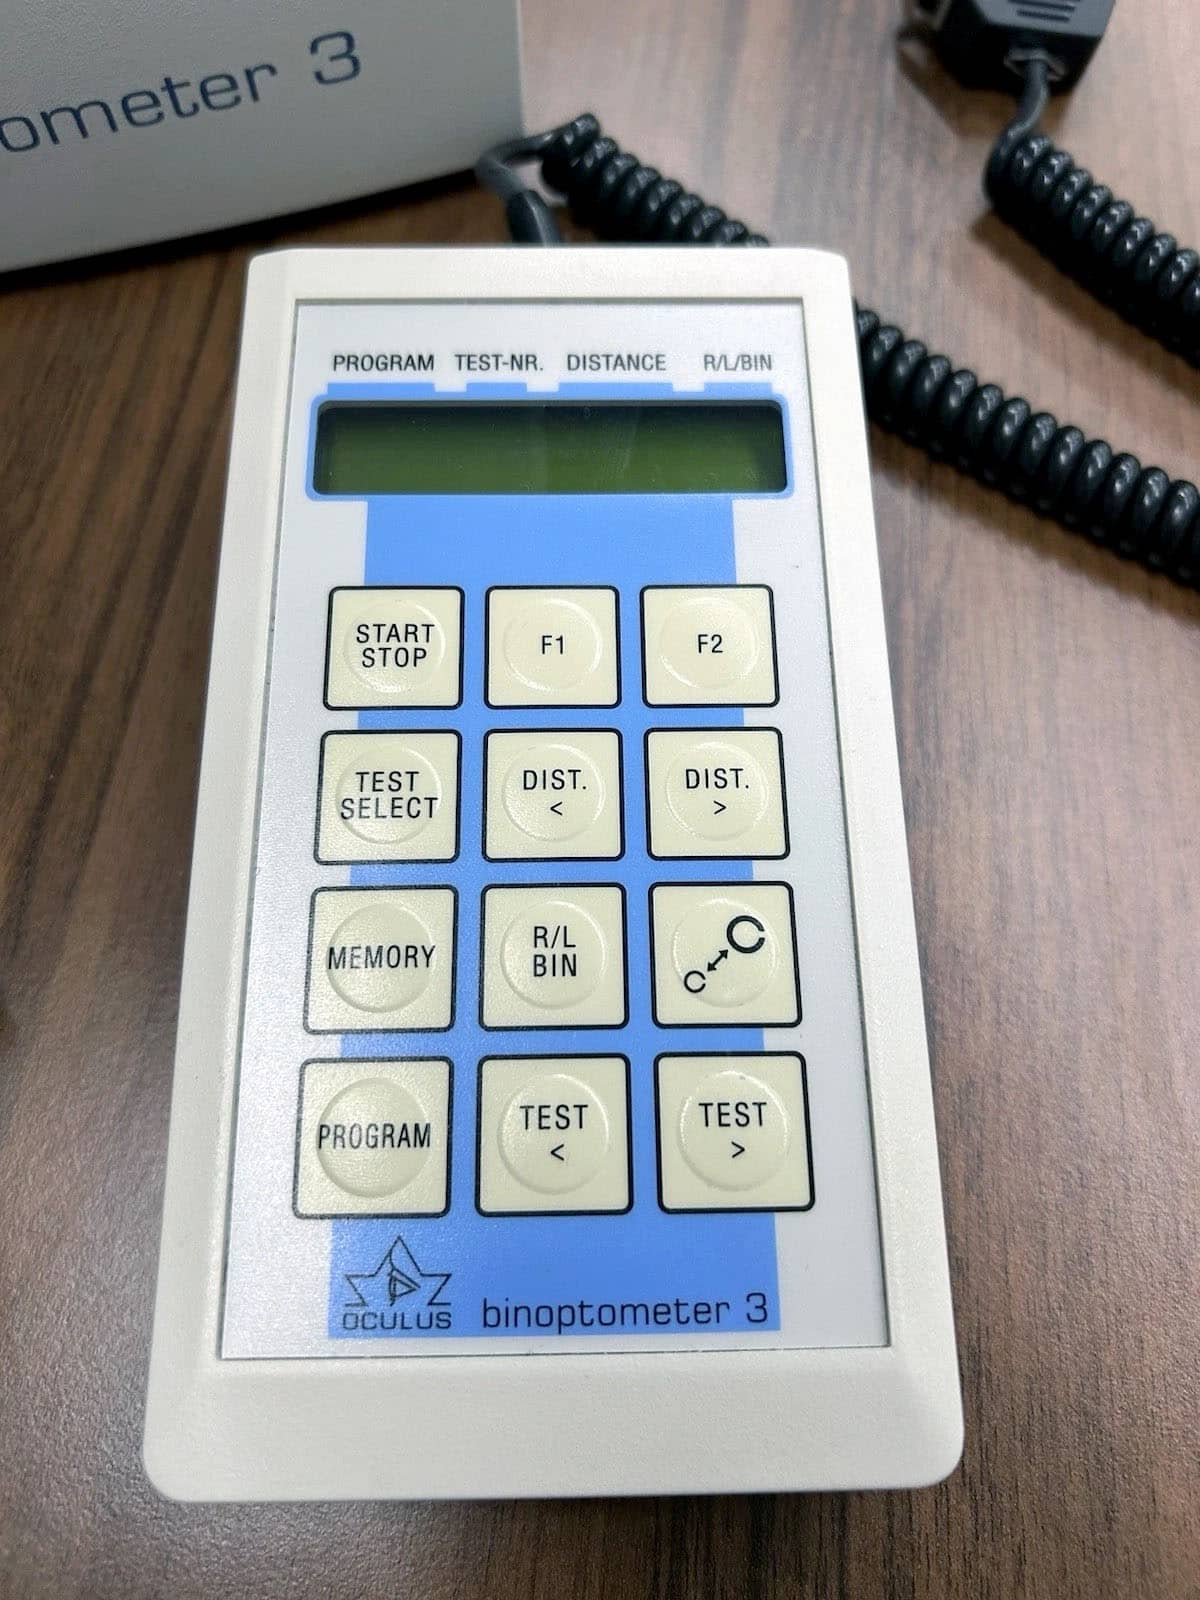 ometer 3
PROGRAM TEST-NR. DISTANCE R/L/BIN
START
STOP
F1
F2
TEST
SELECT
DIST.
<
DIST.
>
MEMORY
R/L
BIN
C C
PROGRAM
TEST
<
TEST
>
OCULUS
binoptometer 3